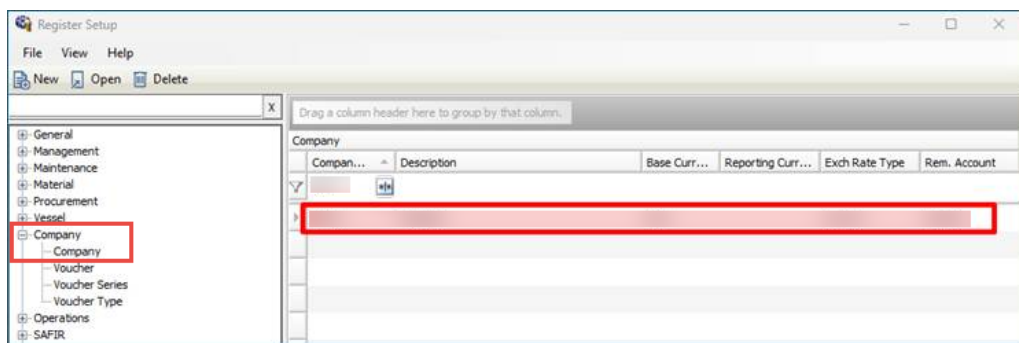 Register Setup
File View Help
New Open Delete
X
Drag a column header here to group by that column.
General
Management
Maintenance
Material
Procurement
Vessel
Company
Company
Voucher
Voucher Series
Voucher Type
Operations
SAFIR
Company
Compan... Description Base Curr... Reporting Curr... Exch Rate Type Rem. Account